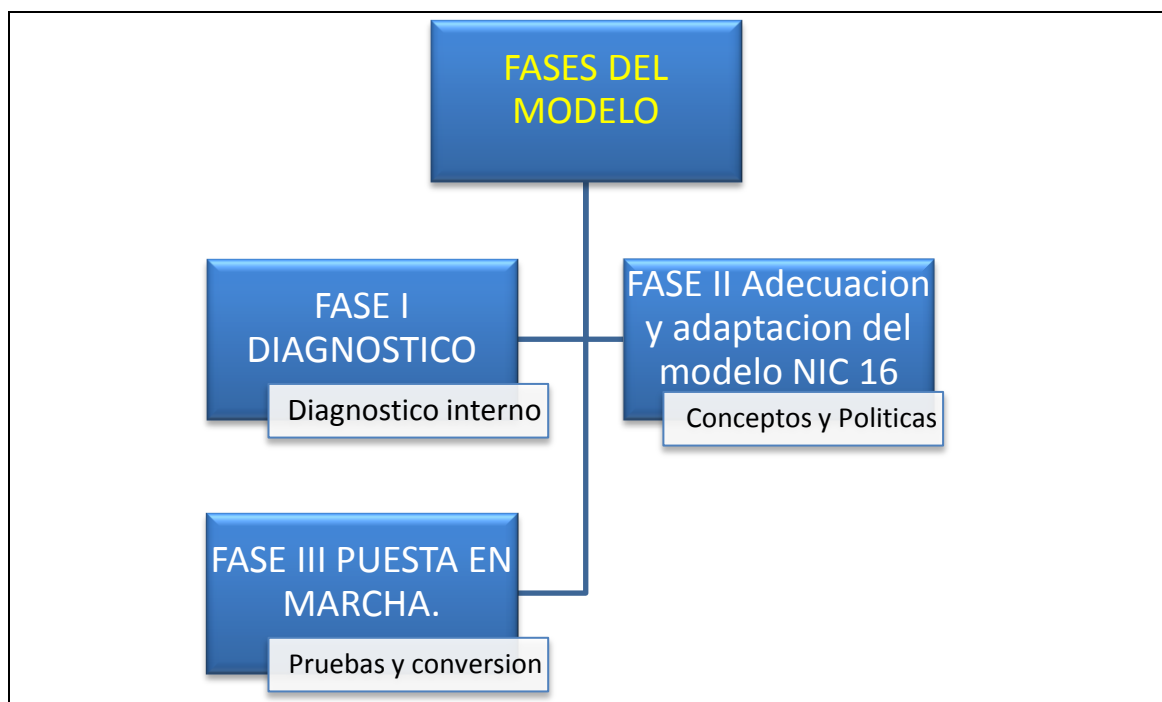 FASES DEL
MODELO
FASE I
DIAGNOSTICO
Diagnostico interno
FASE II Adecuacion
y adaptacion del
modelo NIC 16
Conceptos y Politicas
FASE III PUESTA EN
MARCHA.
Pruebas y conversion